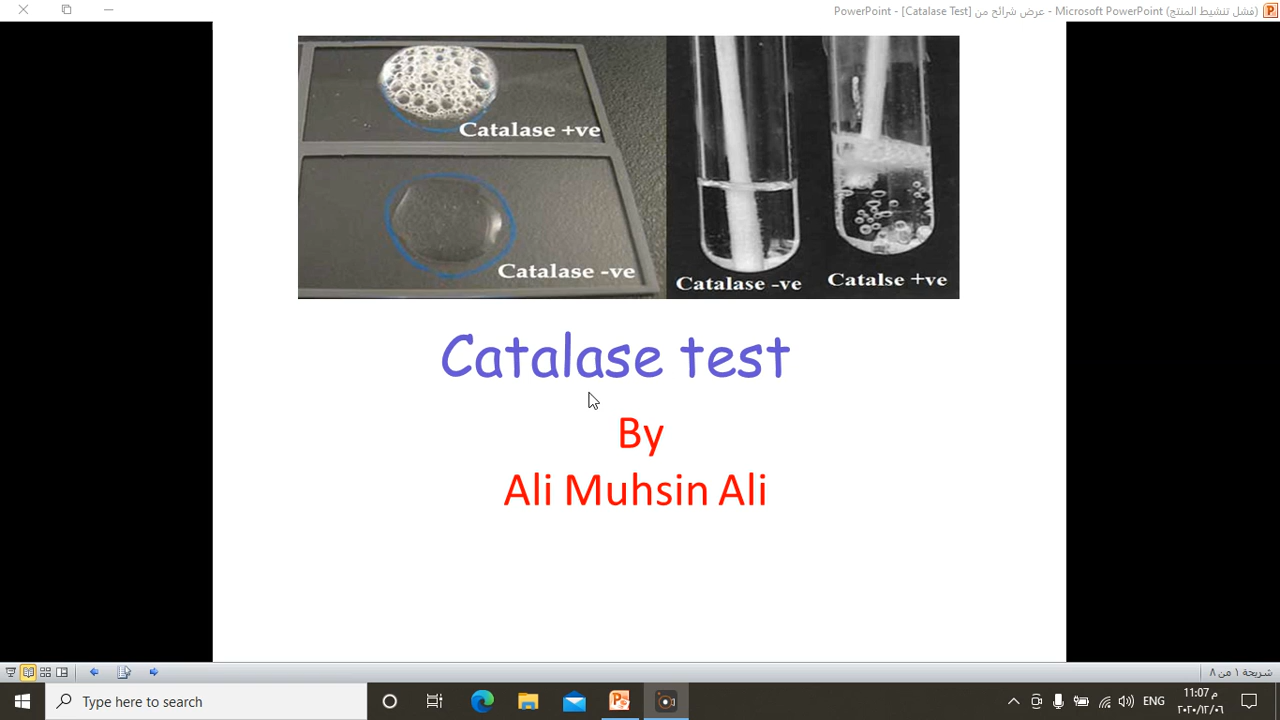 PowerPoint - [Catalase Test] عرض شرائح من - Microsoft PowerPoint (فشل تنشيط المنتج)
Catalase +ve
Catalase -ve
Catalase -ve
Catalse +ve
Catalase test
By
Ali Muhsin Ali
شريحة ١ من ٨
Type here to search
ENG
م 11:07
٢٠٢٠/١٢/٠٦